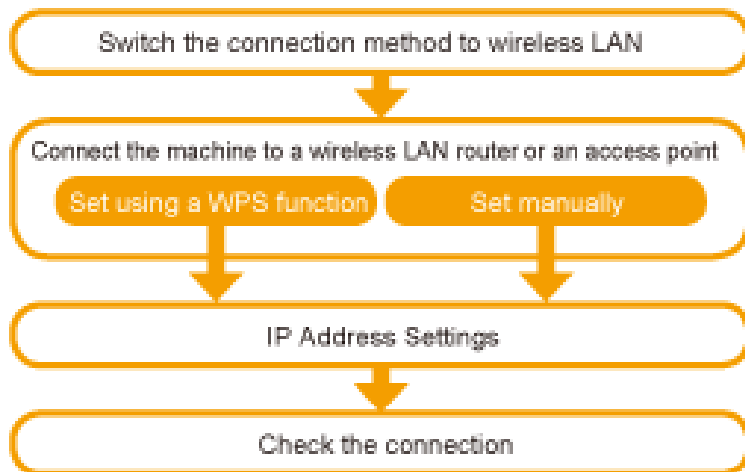 Switch the connection method to wireless LAN
Connect the machine to a wireless LAN router or an access point
Set using a WPS function
Set manually
IP Address Settings
Check the connection